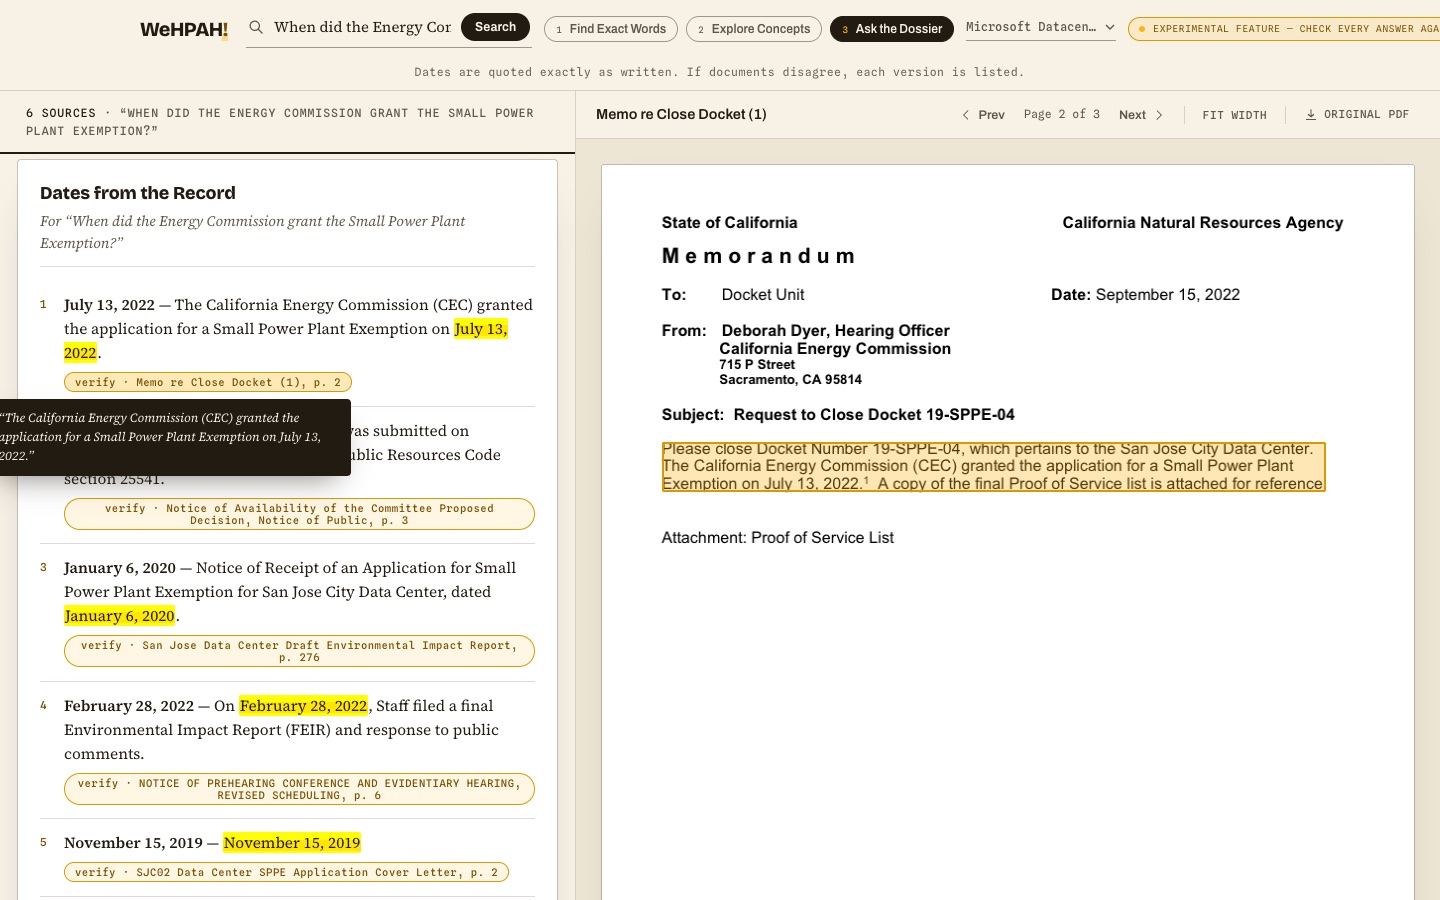 WeHPAH!
When did the Energy Cor
Search
1 Find Exact Words
2 Explore Concepts
3 Ask the Dossier
Microsoft Datacen…
EXPERIMENTAL FEATURE — CHECK EVERY ANSWER AGA
Dates are quoted exactly as written. If documents disagree, each version is listed.
6 SOURCES · “WHEN DID THE ENERGY COMMISSION GRANT THE SMALL POWER
PLANT EXEMPTION?”
Dates from the Record
For “When did the Energy Commission grant the Small Power Plant
Exemption?”
1 July 13, 2022 — The California Energy Commission (CEC) granted
the application for a Small Power Plant Exemption on July 13,
2022.
verify · Memo re Close Docket (1), p. 2
“The California Energy Commission (CEC) granted the
application for a Small Power Plant Exemption on July 13,
2022.”
was submitted on
ublic Resources Code
section 25541.
verify · Notice of Availability of the Committee Proposed
Decision, Notice of Public, p. 3
3 January 6, 2020 — Notice of Receipt of an Application for Small
Power Plant Exemption for San Jose City Data Center, dated
January 6, 2020.
verify · San Jose Data Center Draft Environmental Impact Report,
p. 276
4 February 28, 2022 — On February 28, 2022, Staff filed a final
Environmental Impact Report (FEIR) and response to public
comments.
verify · NOTICE OF PREHEARING CONFERENCE AND EVIDENTIARY HEARING,
REVISED SCHEDULING, p. 6
5 November 15, 2019 — November 15, 2019
verify · SJC02 Data Center SPPE Application Cover Letter, p. 2
Memo re Close Docket (1)
Prev
Page 2 of 3
Next
FIT WIDTH
ORIGINAL PDF
State of California
California Natural Resources Agency
Memorandum
To: Docket Unit
Date: September 15, 2022
From: Deborah Dyer, Hearing Officer
California Energy Commission
715 P Street
Sacramento, CA 95814
Subject: Request to Close Docket 19-SPPE-04
Please close Docket Number 19-SPPE-04, which pertains to the San Jose City Data Center.
The California Energy Commission (CEC) granted the application for a Small Power Plant
Exemption on July 13, 2022.1 A copy of the final Proof of Service list is attached for reference
Attachment: Proof of Service List